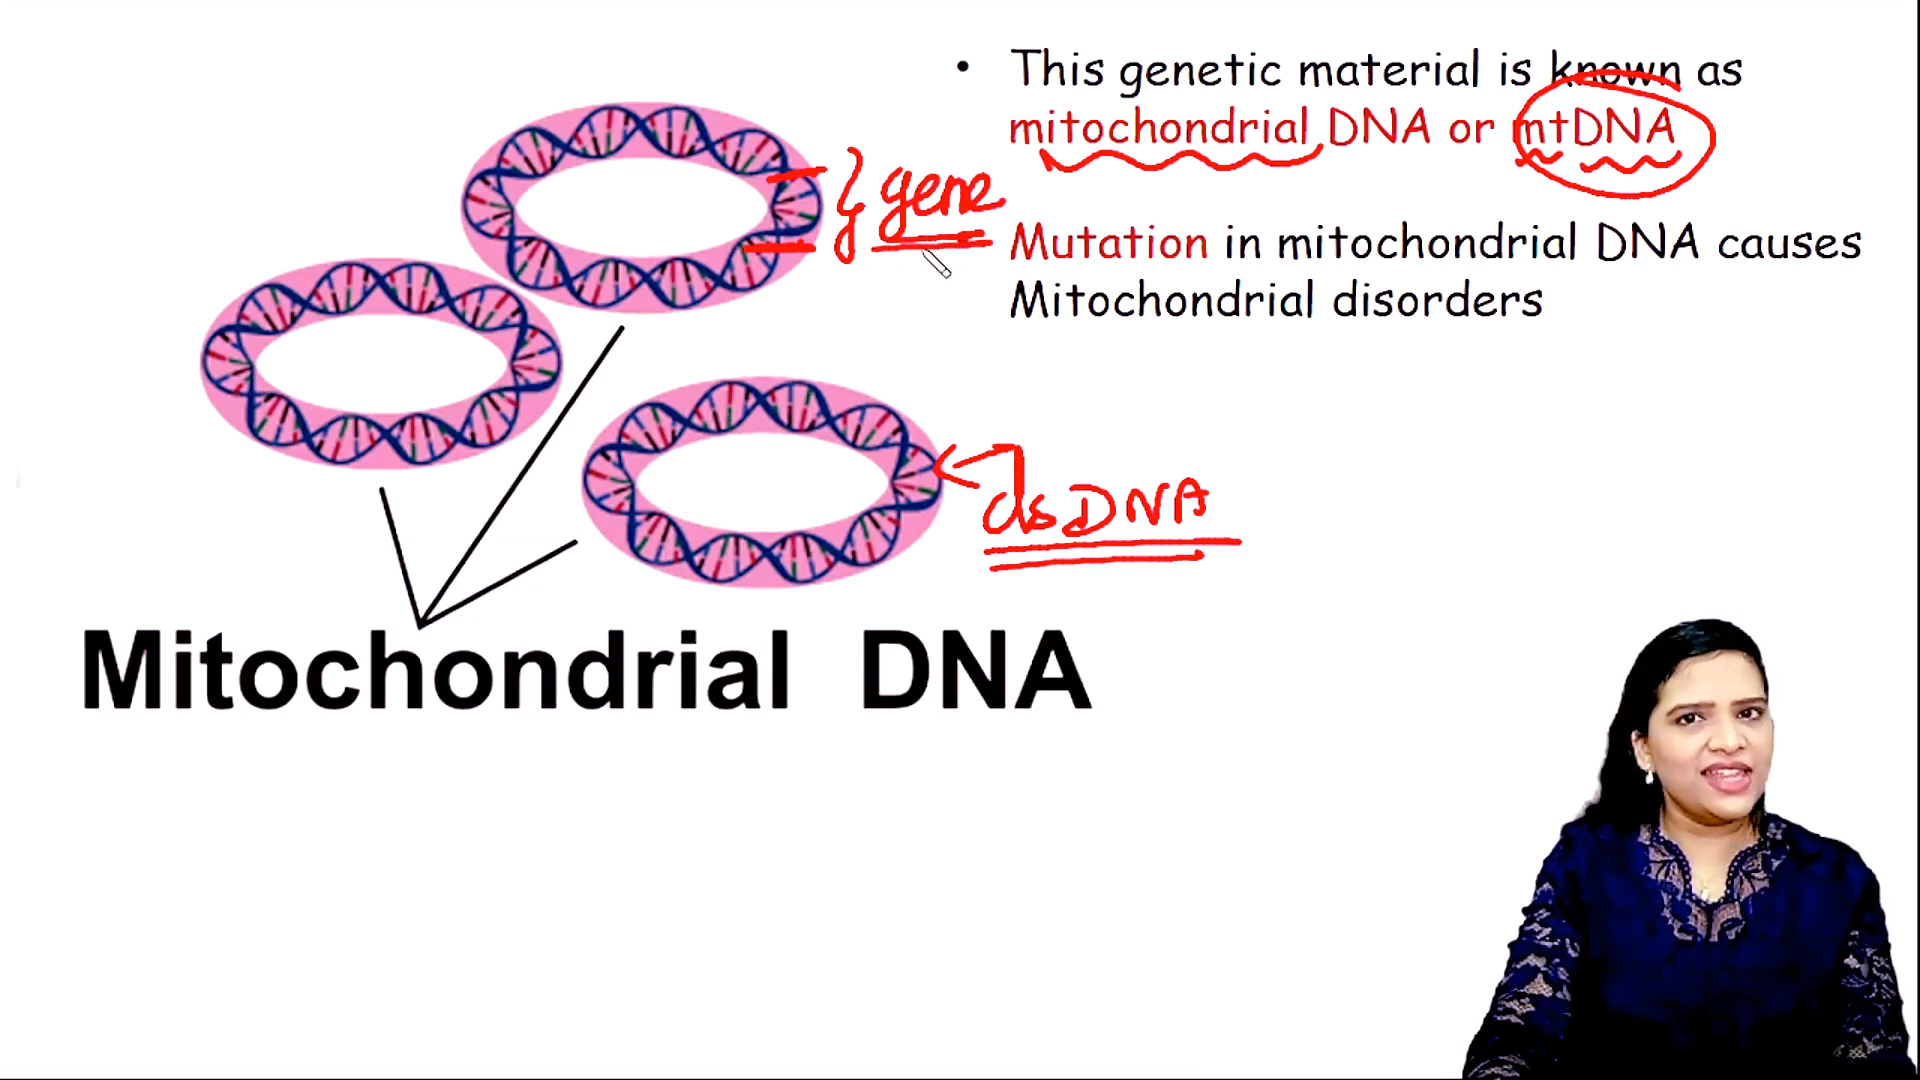 • This genetic material is known as
mitochondrial DNA or mtDNA
gene
Mutation in mitochondrial DNA causes
Mitochondrial disorders
dsDNA
Mitochondrial DNA